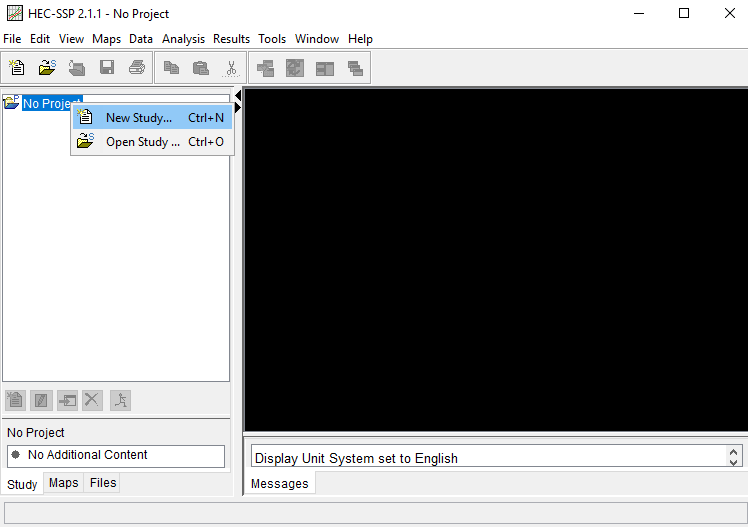 HEC-SSP 2.1.1 - No Project
File Edit View Maps Data Analysis Results Tools Window Help
No Project
New Study... Ctrl+N
Open Study ... Ctrl+O
No Project
No Additional Content
Study Maps Files
Display Unit System set to English
Messages